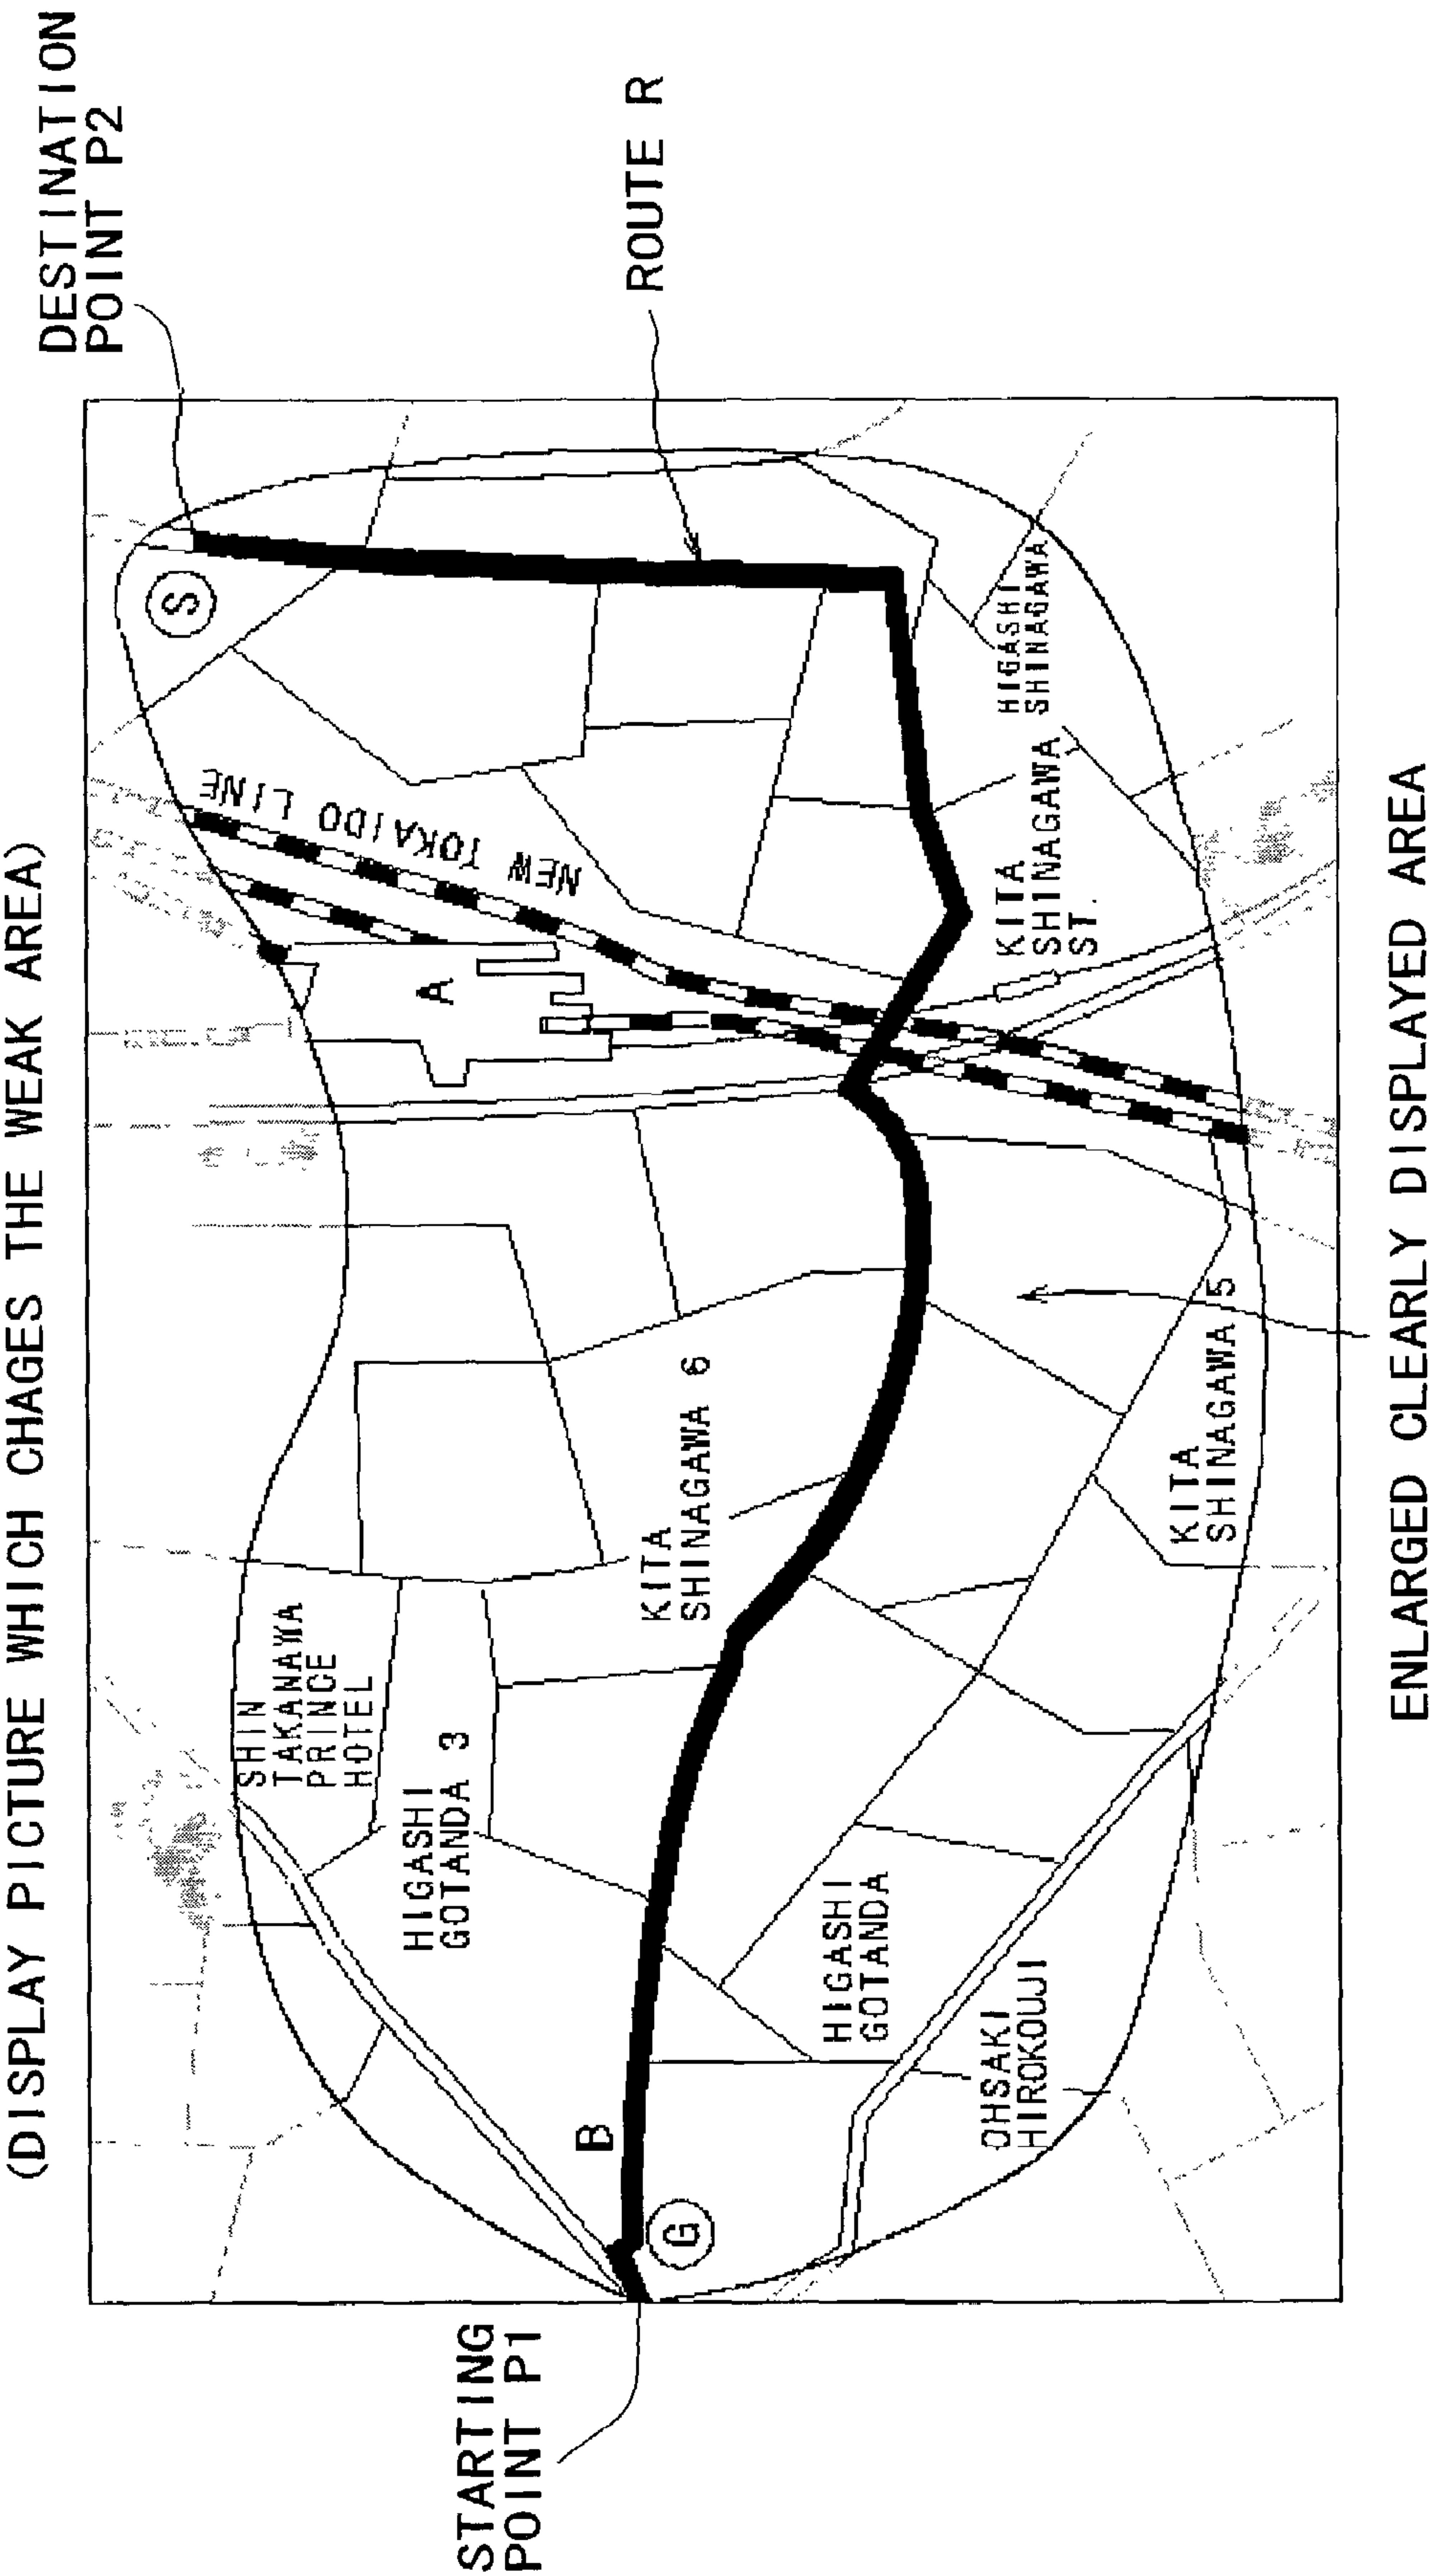 (DISPLAY PICTURE WHICH CHAGES THE WEAK AREA)
DESTINATION
POINT P2
ROUTE R
STARTING
POINT P1
S
NEW TOKAIDO LINE
A
SHIN
TAKANAWA
PRINCE
HOTEL
HIGASHI
GOTANDA 3
KITA
SHINAGAWA 6
B
G
HIGASHI
GOTANDA
OHSAKI
HIROKOUJI
KITA
SHINAGAWA 5
KITA
SHINAGAWA
ST.
HIGASHI
SHINAGAWA
ENLARGED CLEARLY DISPLAYED AREA